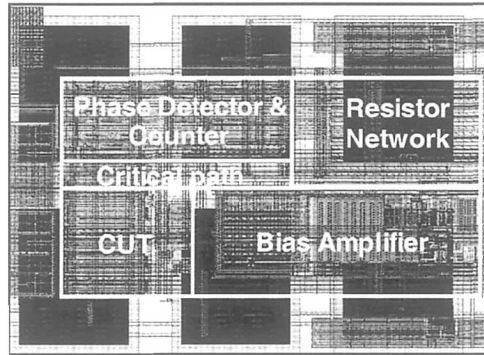 Phase Detector &
Counter
Resistor
Network
Critical path
CUT
Bias Amplifier